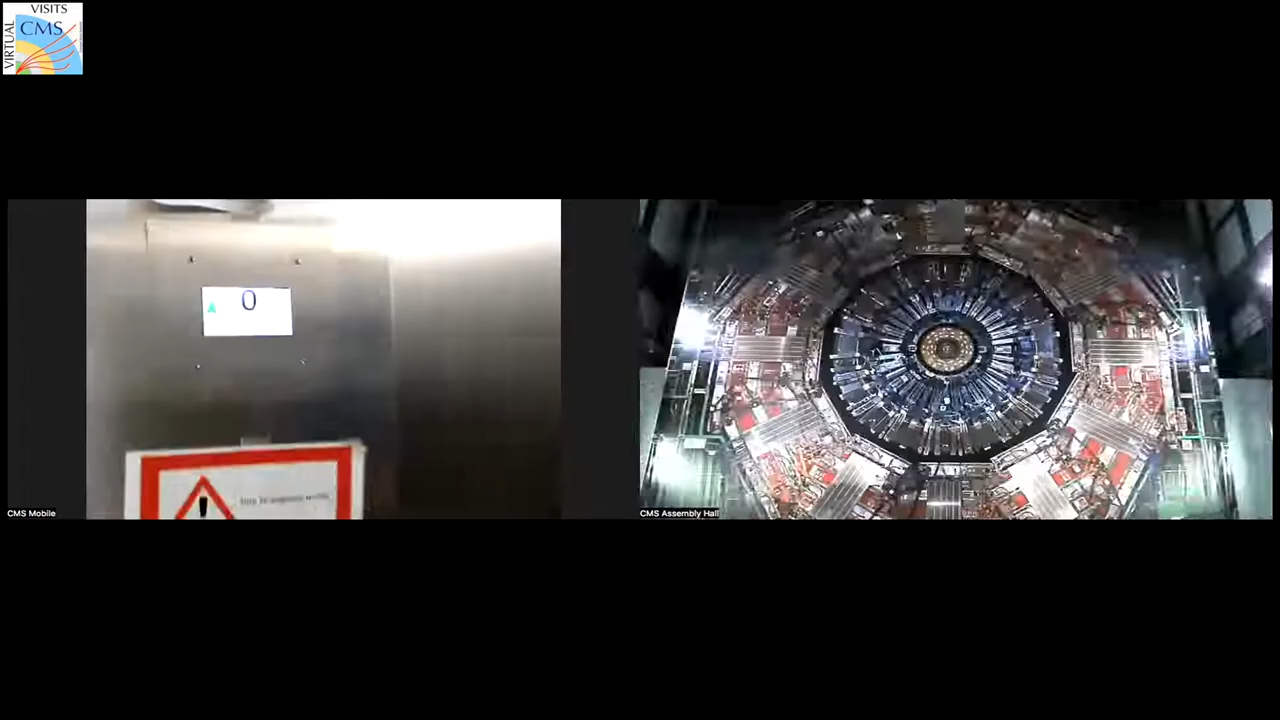 VISITS
CMS
VIRTUAL
0
CMS Mobile
CMS Assembly Hall